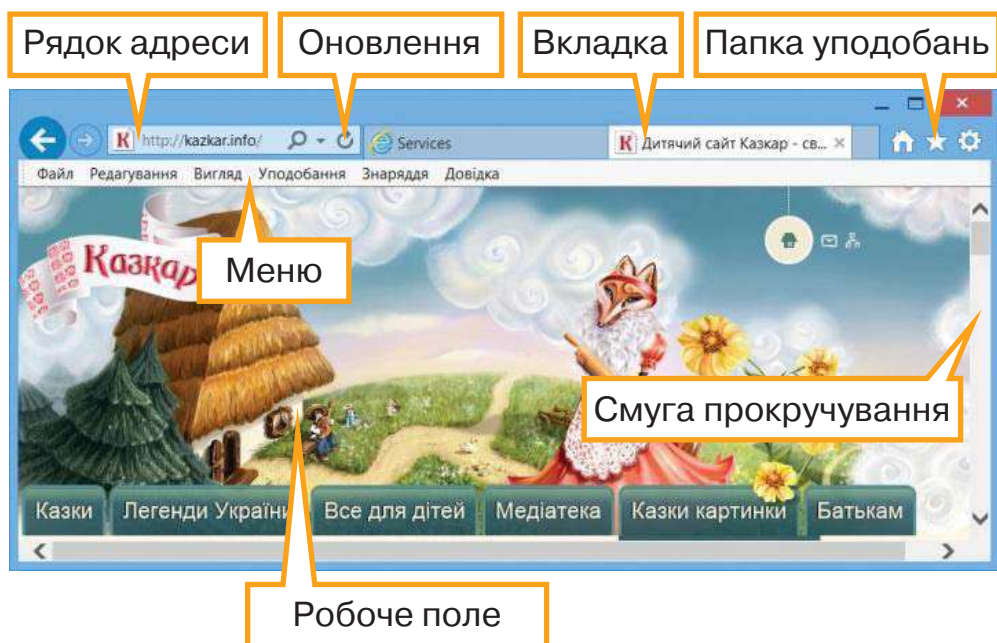 Рядок адреси
Оновлення
Вкладка
Папка уподобань
К http://kazkar.info/
Services
К Дитячий сайт Казкар - св...
Файл Редагування Вигляд Уподобання Знаряддя Довідка
Казкар
Меню
Смуга прокручування
Казки Легенди України Все для дітей Медіатека Казки картинки Батькам
Робоче поле